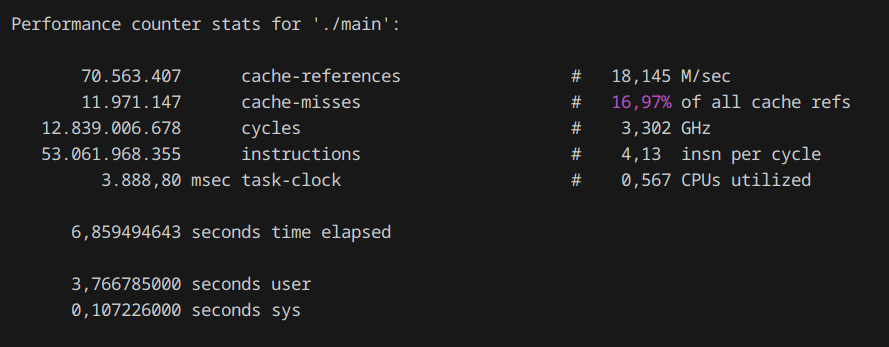 Performance counter stats for './main':
70.563.407 cache-references # 18,145 M/sec
11.971.147 cache-misses # 16,97% of all cache refs
12.839.006.678 cycles # 3,302 GHz
53.061.968.355 instructions # 4,13 insn per cycle
3.888,80 msec task-clock # 0,567 CPUs utilized
6,859494643 seconds time elapsed
3,766785000 seconds user
0,107226000 seconds sys